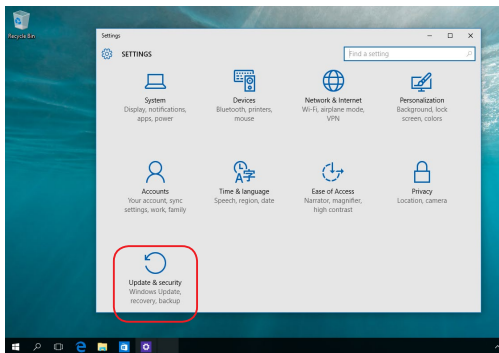 Recycle Bin
Settings
SETTINGS
Find a setting
System
Display, notifications,
apps, power
Devices
Bluetooth, printers,
mouse
Network & Internet
Wi-Fi, airplane mode,
VPN
Personalization
Background, lock
screen, colors
Accounts
Your account, sync
settings, work, family
Time & language
Speech, region, date
Ease of Access
Narrator, magnifier,
high contrast
Privacy
Location, camera
Update & security
Windows Update,
recovery, backup